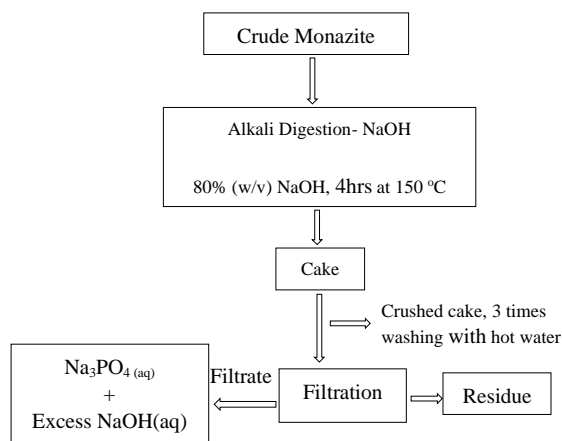 Crude Monazite
Alkali Digestion- NaOH
80% (w/v) NaOH, 4hrs at 150 °C
Cake
Crushed cake, 3 times
washing with hot water
Na₃PO₄ (aq)
+
Excess NaOH(aq)
Filtrate
Filtration
Residue